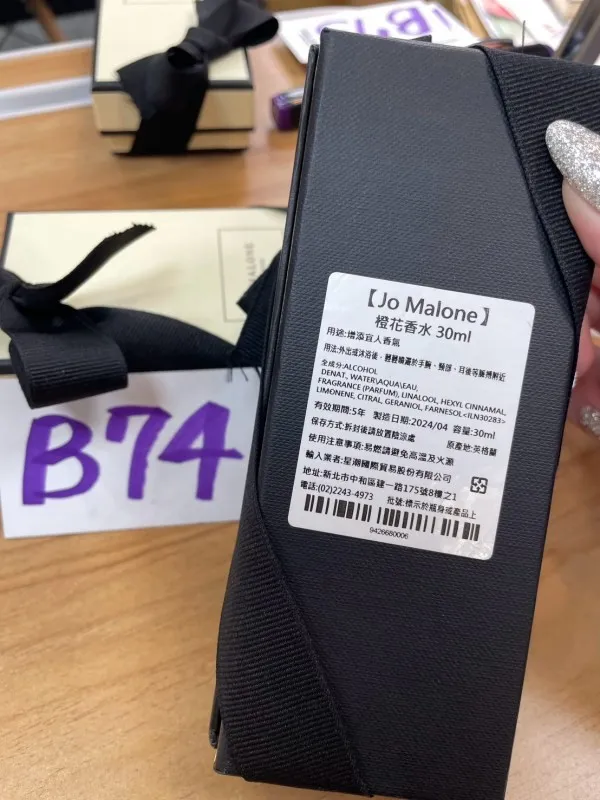 B75
MALONE
B74
【Jo Malone】
橙花香水 30ml
用途:增添宜人香氣
用法:外出或沐浴後,輕輕噴灑於手腕、頸部、耳後等脈搏附近
全成分:ALCOHOL
DENAT., WATER\AQUA\EAU,
FRAGRANCE (PARFUM), LINALOOL, HEXYL CINNAMAL,
LIMONENE, CITRAL, GERANIOL, FARNESOL<ILN30283>
有效期間:5年 製造日期:2024/04 容量:30ml
保存方式:拆封後請放置陰涼處 原產地:英格蘭
使用注意事項:易燃請避免高溫及火源
輸入業者:星潮國際貿易股份有限公司
地址:新北市中和區建一路175號8樓之1
電話:(02)2243-4973 批號:標示於瓶身或產品上
9426680006